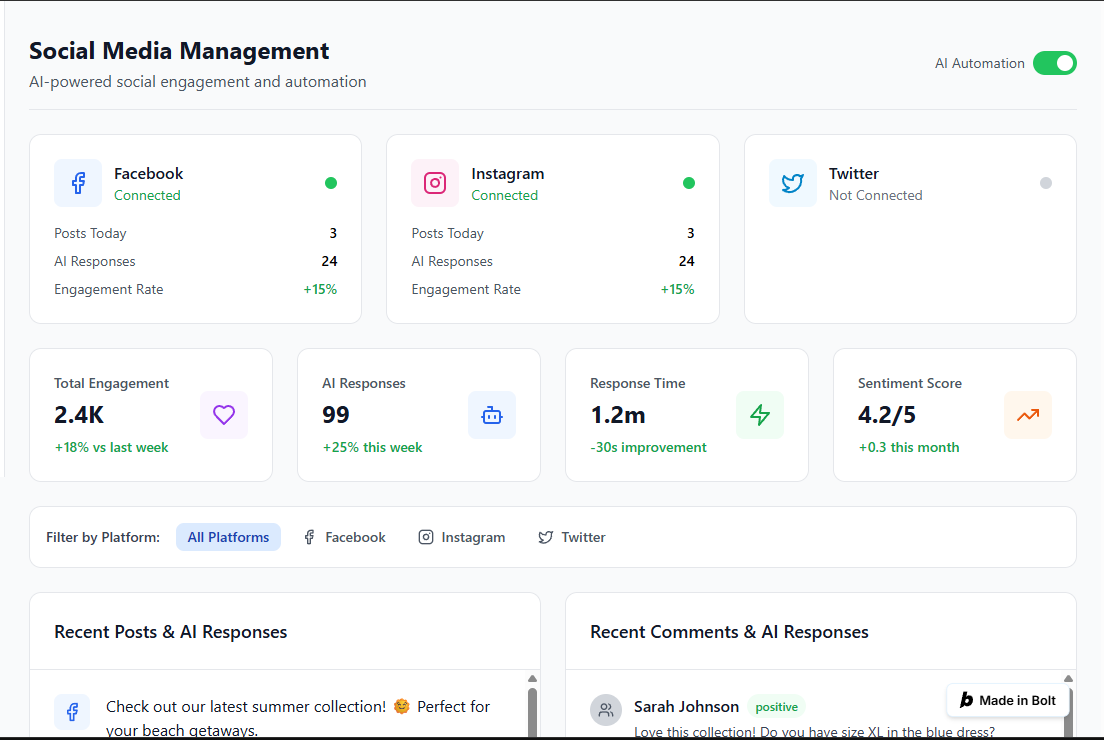 Social Media Management
AI-powered social engagement and automation
AI Automation
Facebook
Connected
Posts Today 3
AI Responses 24
Engagement Rate +15%
Instagram
Connected
Posts Today 3
AI Responses 24
Engagement Rate +15%
Twitter
Not Connected
Total Engagement
2.4K
+18% vs last week
AI Responses
99
+25% this week
Response Time
1.2m
-30s improvement
Sentiment Score
4.2/5
+0.3 this month
Filter by Platform: All Platforms Facebook Instagram Twitter
Recent Posts & AI Responses
Check out our latest summer collection! 🌞 Perfect for
your beach getaways.
Recent Comments & AI Responses
Sarah Johnson positive
Love this collection! Do you have size XL in the blue dress?
b Made in Bolt